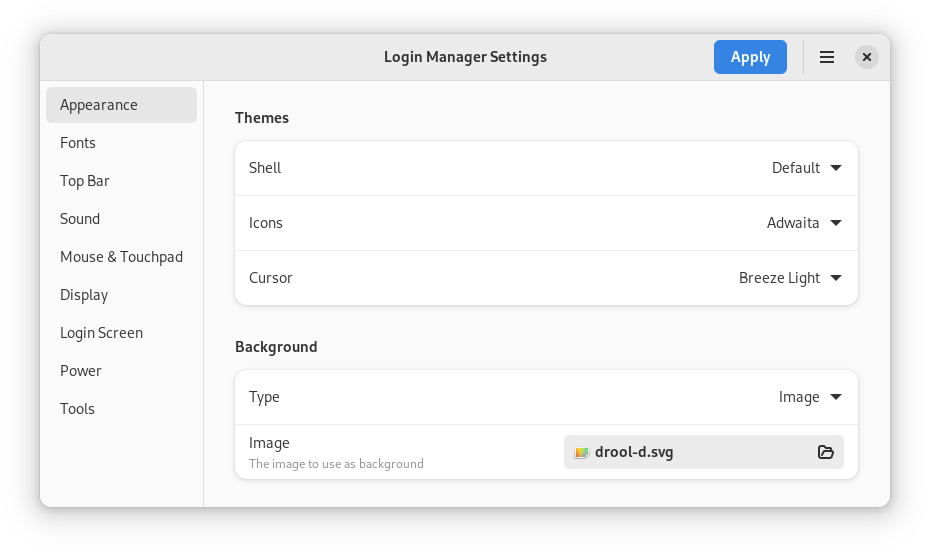 Login Manager Settings
Apply
Appearance
Fonts
Top Bar
Sound
Mouse & Touchpad
Display
Login Screen
Power
Tools
Themes
Shell Default
Icons Adwaita
Cursor Breeze Light
Background
Type Image
Image
The image to use as background
drool-d.svg